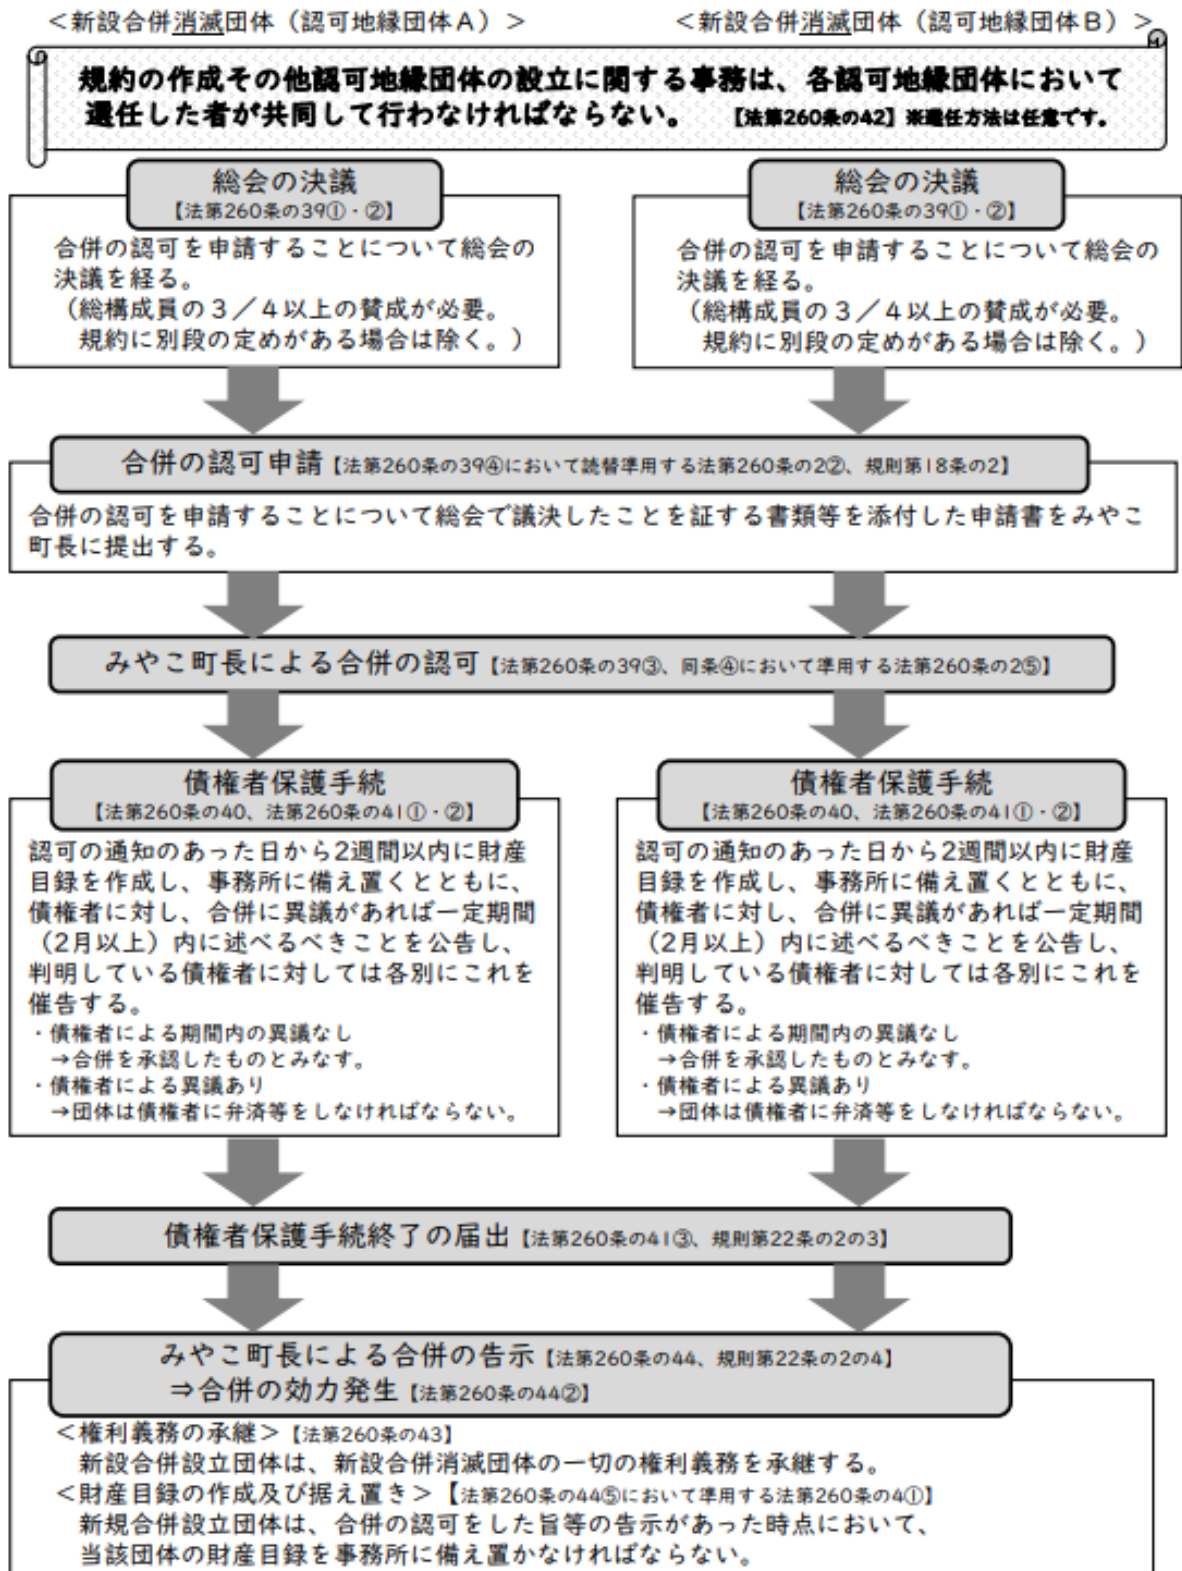 ＜新設合併消滅団体（認可地縁団体Ａ）＞
＜新設合併消滅団体（認可地縁団体Ｂ）＞
規約の作成その他認可地縁団体の設立に関する事務は、各認可地縁団体において
選任した者が共同して行わなければならない。　【法第260条の42】※選任方法は任意です。
総会の決議
【法第260条の39①・②】
合併の認可を申請することについて総会の
決議を経る。
（総構成員の３／４以上の賛成が必要。
規約に別段の定めがある場合は除く。）
総会の決議
【法第260条の39①・②】
合併の認可を申請することについて総会の
決議を経る。
（総構成員の３／４以上の賛成が必要。
規約に別段の定めがある場合は除く。）
合併の認可申請【法第260条の39④において読替準用する法第260条の2②、規則第18条の2】
合併の認可を申請することについて総会で議決したことを証する書類等を添付した申請書をみやこ
町長に提出する。
みやこ町長による合併の認可【法第260条の39③、同条④において準用する法第260条の2⑤】
債権者保護手続
【法第260条の40、法第260条の41①・②】
認可の通知のあった日から2週間以内に財産
目録を作成し、事務所に備え置くとともに、
債権者に対し、合併に異議があれば一定期間
（2月以上）内に述べるべきことを公告し、
判明している債権者に対しては各別にこれを
催告する。
・債権者による期間内の異議なし
→合併を承認したものとみなす。
・債権者による異議あり
→団体は債権者に弁済等をしなければならない。
債権者保護手続
【法第260条の40、法第260条の41①・②】
認可の通知のあった日から2週間以内に財産
目録を作成し、事務所に備え置くとともに、
債権者に対し、合併に異議があれば一定期間
（2月以上）内に述べるべきことを公告し、
判明している債権者に対しては各別にこれを
催告する。
・債権者による期間内の異議なし
→合併を承認したものとみなす。
・債権者による異議あり
→団体は債権者に弁済等をしなければならない。
債権者保護手続終了の届出【法第260条の41③、規則第22条の2の3】
みやこ町長による合併の告示【法第260条の44、規則第22条の2の4】
⇒合併の効力発生【法第260条の44②】
＜権利義務の承継＞【法第260条の43】
新設合併設立団体は、新設合併消滅団体の一切の権利義務を承継する。
＜財産目録の作成及び据え置き＞【法第260条の44⑤において準用する法第260条の4①】
新規合併設立団体は、合併の認可をした旨等の告示があった時点において、
当該団体の財産目録を事務所に備え置かなければならない。